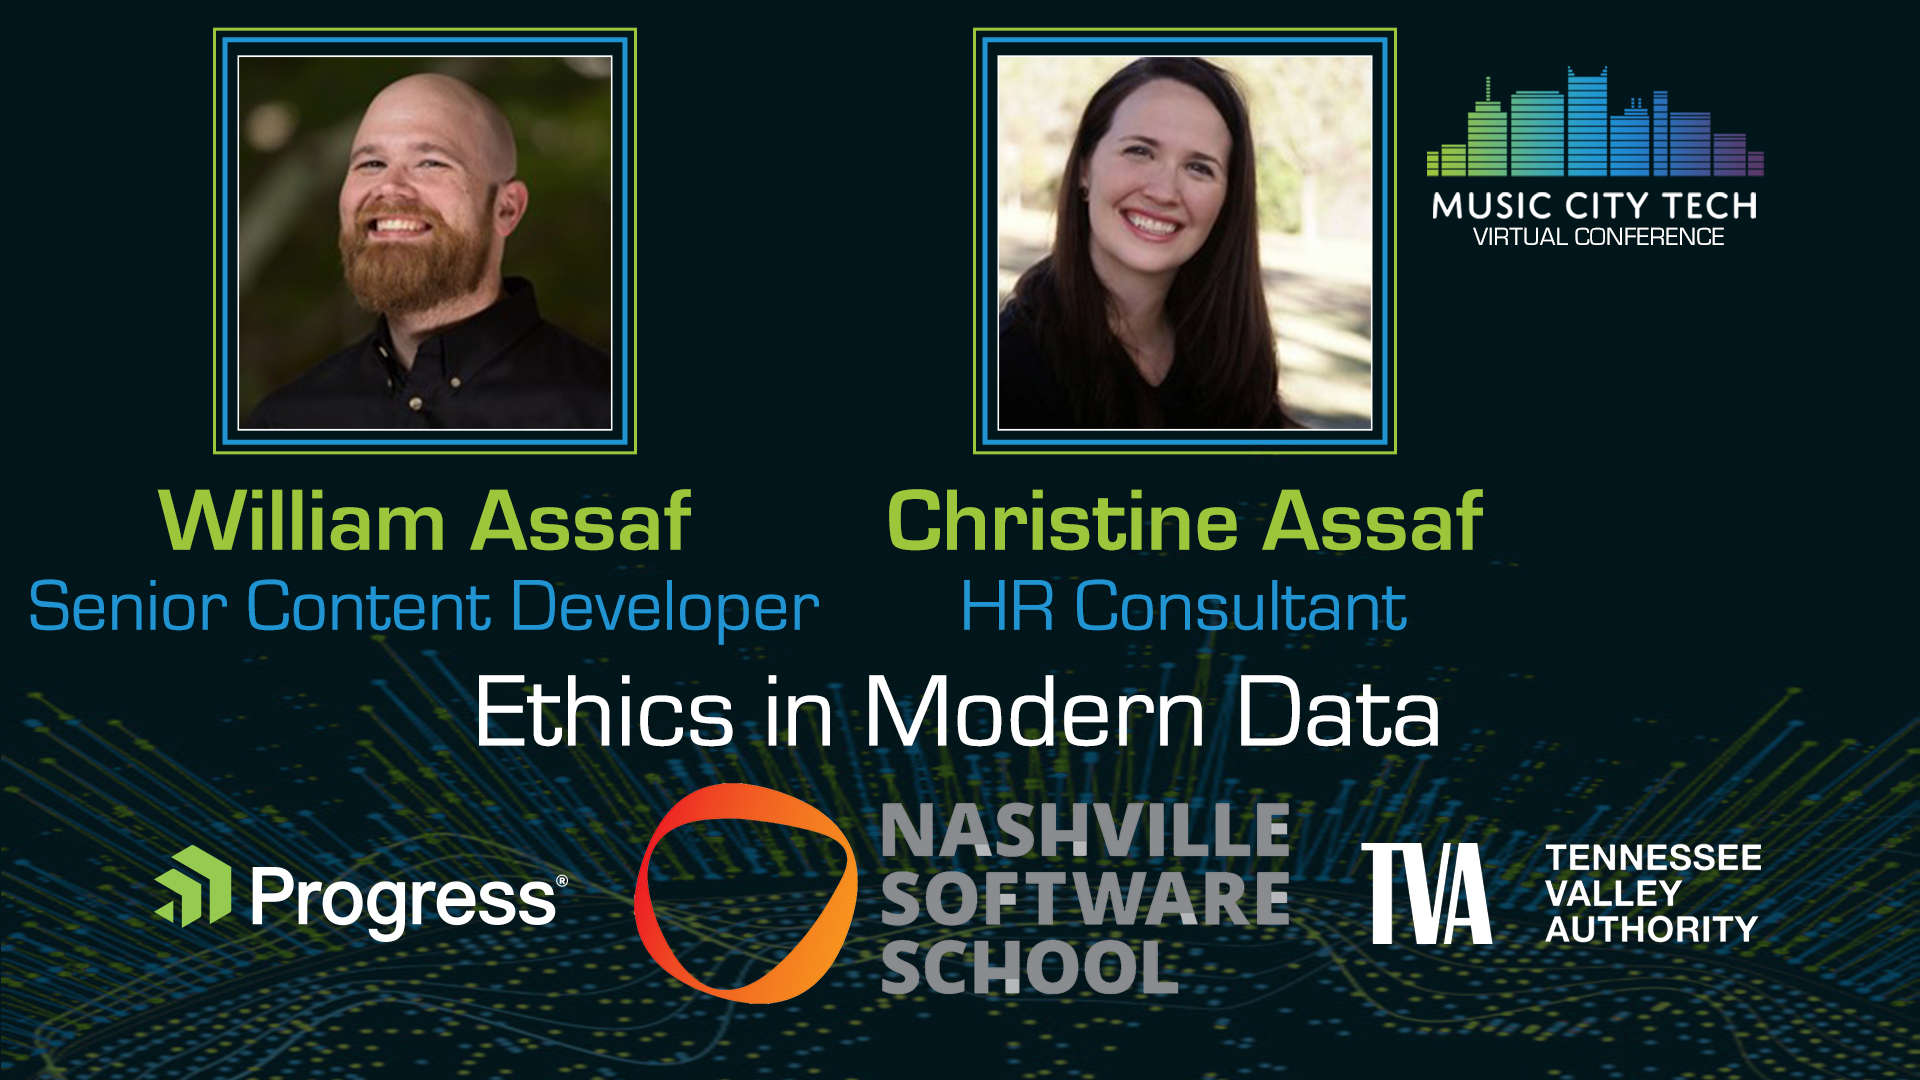 MUSIC CITY TECH
VIRTUAL CONFERENCE
William Assaf
Senior Content Developer
Christine Assaf
HR Consultant
Ethics in Modern Data
Progress®
NASHVILLE
SOFTWARE
SCHOOL
TVA
TENNESSEE
VALLEY
AUTHORITY